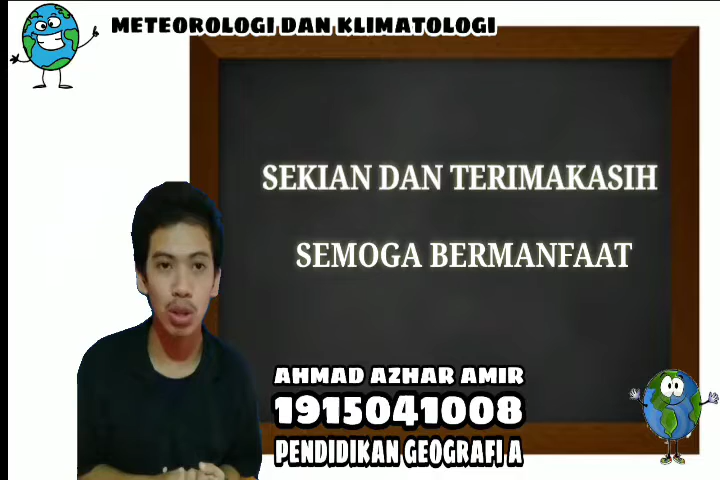 METEOROLOGI DAN KLIMATOLOGI
SEKIAN DAN TERIMAKASIH
SEMOGA BERMANFAAT
AHMAD AZHAR AMIR
1915041008
PENDIDIKAN GEOGRAFI A